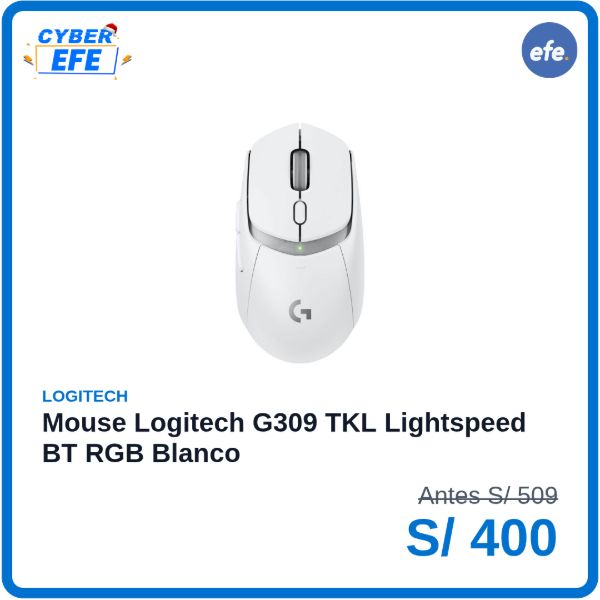 CYBER
EFE
efe.
G
LOGITECH
Mouse Logitech G309 TKL Lightspeed
BT RGB Blanco
Antes S/ 509
S/ 400